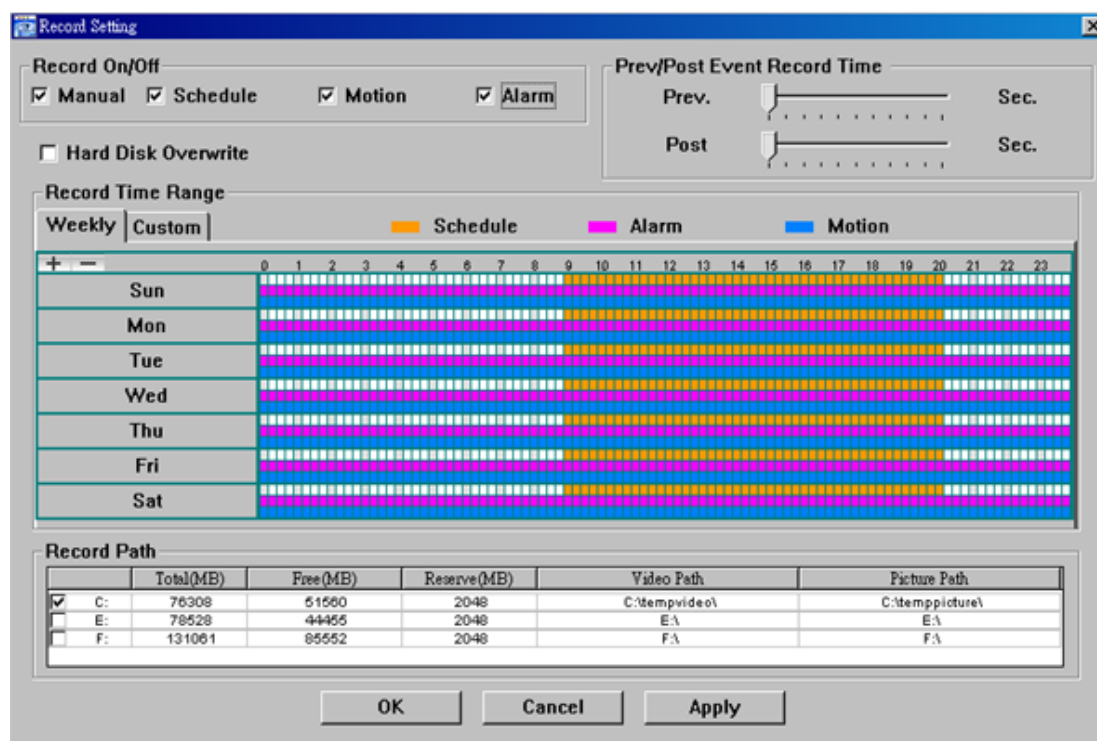 Record Setting
Record On/Off
Manual Schedule Motion Alarm
Prev/Post Event Record Time
Prev. Sec.
Post Sec.
Hard Disk Overwrite
Record Time Range
Weekly Custom Schedule Alarm Motion
+ - 0 1 2 3 4 5 6 7 8 9 10 11 12 13 14 15 16 17 18 19 20 21 22 23
Sun
Mon
Tue
Wed
Thu
Fri
Sat
Record Path
Total(MB) Free(MB) Reserve(MB) Video Path Picture Path
C: 76308 51560 2048 C:\tempvideo\ C:\temppicture\
E: 78528 44455 2048 E:\ E:\
F: 131061 85552 2048 F:\ F:\
OK Cancel Apply